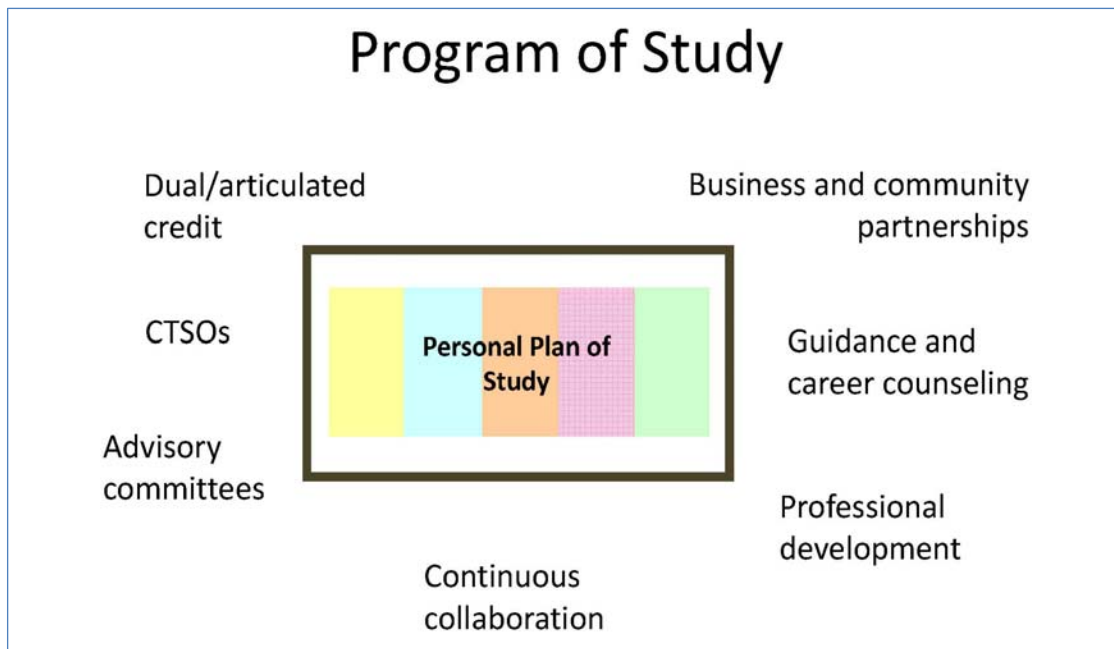 Program of Study
Dual/articulated
credit
Business and community
partnerships
CTSOs
Personal Plan of
Study
Guidance and
career counseling
Advisory
committees
Professional
development
Continuous
collaboration